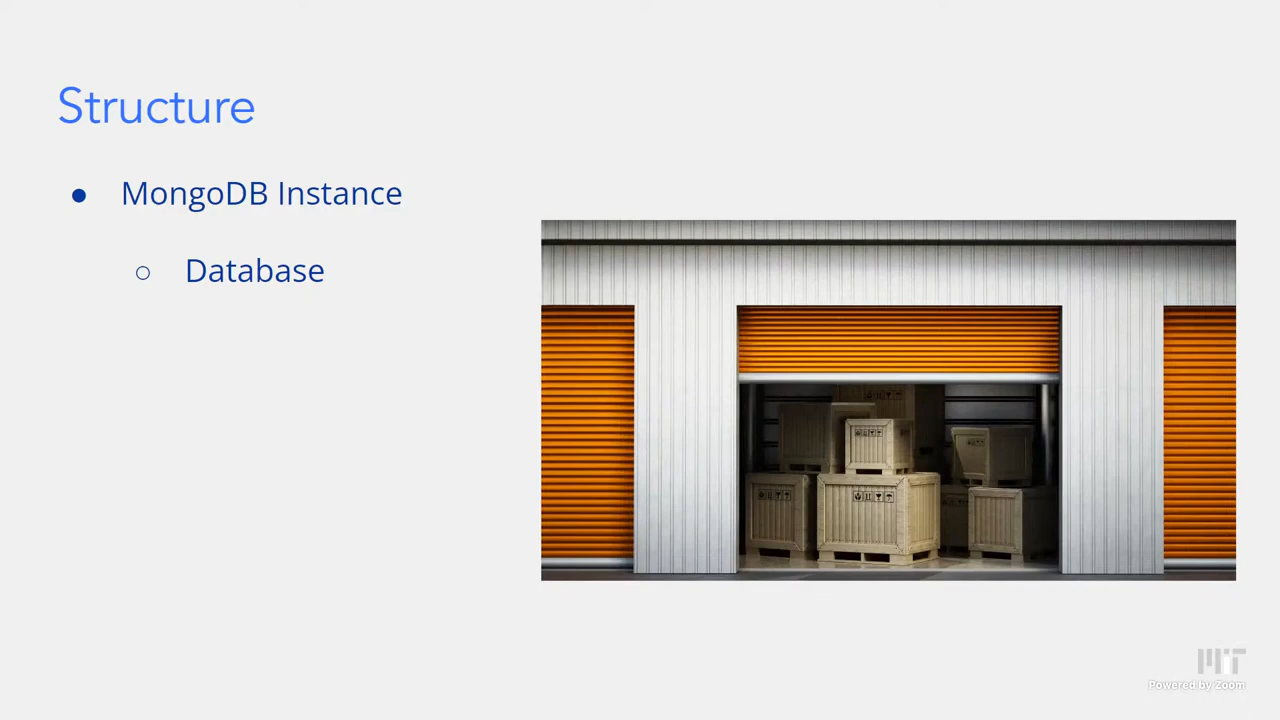 Structure
● MongoDB Instance
○ Database
MIT
Powered by Zoom